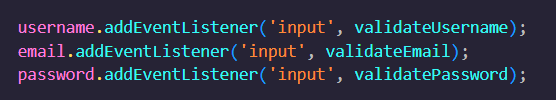 username.addEventListener('input', validateUsername);
email.addEventListener('input', validateEmail);
password.addEventListener('input', validatePassword);